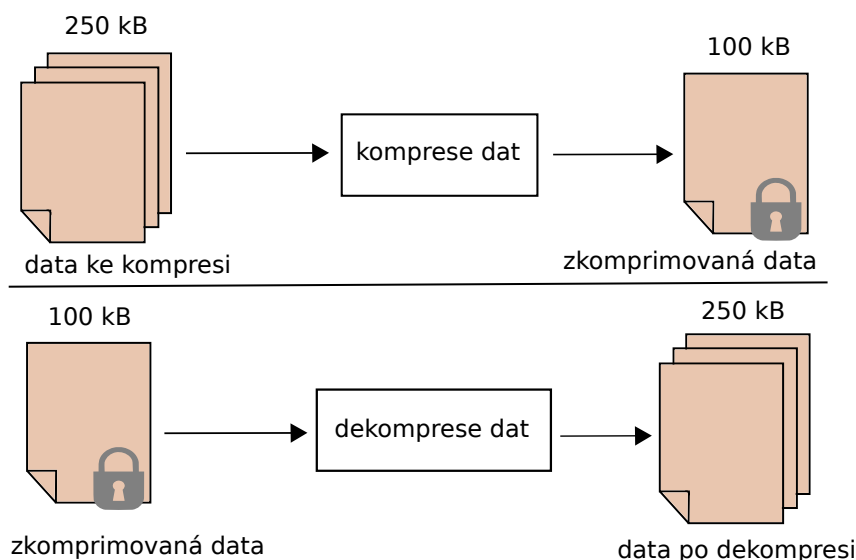 250 kB
100 kB
komprese dat
data ke kompresi
zkomprimovaná data
100 kB
250 kB
dekomprese dat
zkomprimovaná data
data po dekompresi